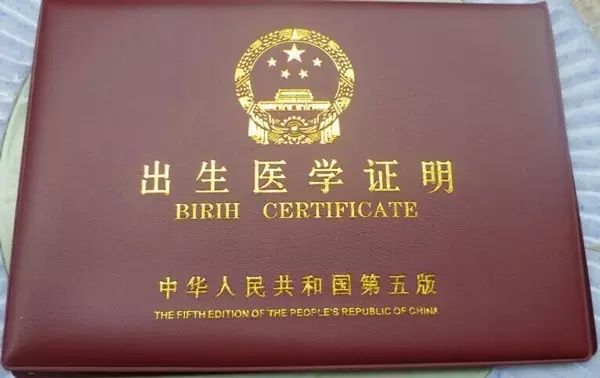 出生医学证明
BIRIH CERTIFICATE
中华人民共和国第五版
THE FIFTH EDITION OF THE PEOPLE'S REPUBLIC OF CHINA